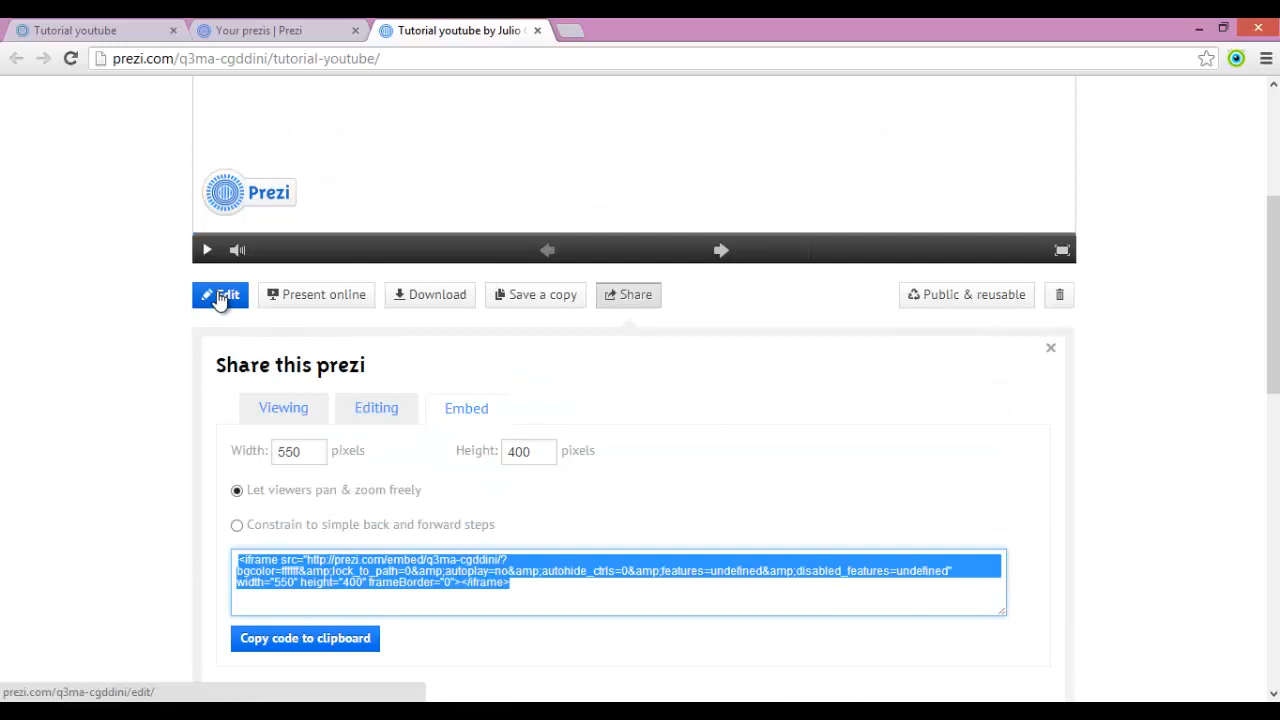 Tutorial youtube
Your prezis | Prezi
Tutorial youtube by Julio
prezi.com/q3ma-cgddini/tutorial-youtube/
Prezi
Edit
Present online
Download
Save a copy
Share
Public & reusable
Share this prezi
Viewing
Editing
Embed
Width: 550 pixels
Height: 400 pixels
Let viewers pan & zoom freely
Constrain to simple back and forward steps
<iframe src="http://prezi.com/embed/q3ma-cgddini/?
bgcolor=ffffff&amp;lock_to_path=0&amp;autoplay=no&amp;autohide_ctrls=0&amp;features=undefined&amp;disabled_features=undefined"
width="550" height="400" frameBorder="0"></iframe>
Copy code to clipboard
prezi.com/q3ma-cgddini/edit/